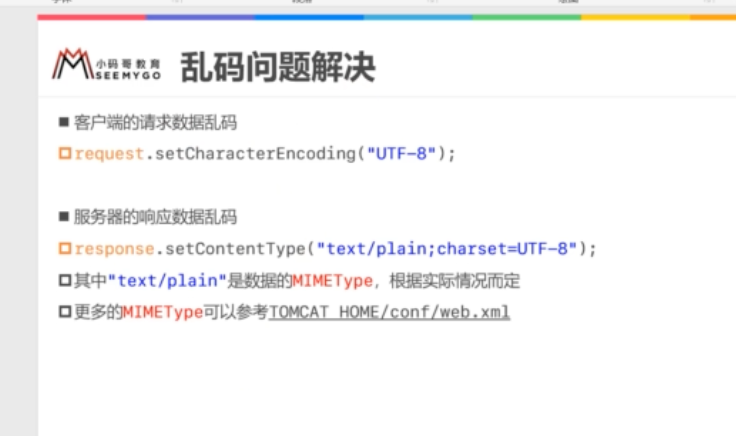 小码哥教育
SEEMYGO
乱码问题解决
■ 客户端的请求数据乱码
request.setCharacterEncoding("UTF-8");
■ 服务器的响应数据乱码
response.setContentType("text/plain;charset=UTF-8");
其中"text/plain"是数据的MIMEType，根据实际情况而定
更多的MIMEType可以参考TOMCAT_HOME/conf/web.xml